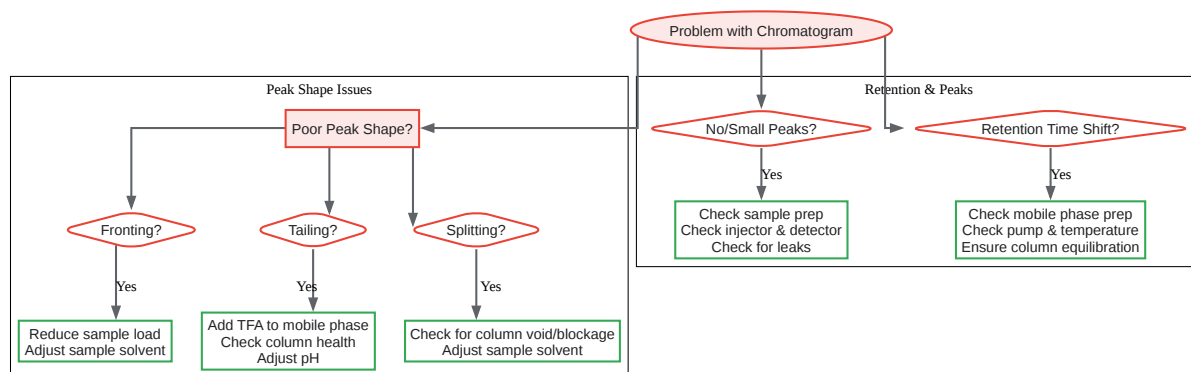 Problem with Chromatogram
Peak Shape Issues
Retention & Peaks
Poor Peak Shape?
No/Small Peaks?
Retention Time Shift?
Yes
Yes
Check sample prep
Check injector & detector
Check for leaks
Check mobile phase prep
Check pump & temperature
Ensure column equilibration
Fronting?
Tailing?
Splitting?
Yes
Yes
Yes
Reduce sample load
Adjust sample solvent
Add TFA to mobile phase
Check column health
Adjust pH
Check for column void/blockage
Adjust sample solvent